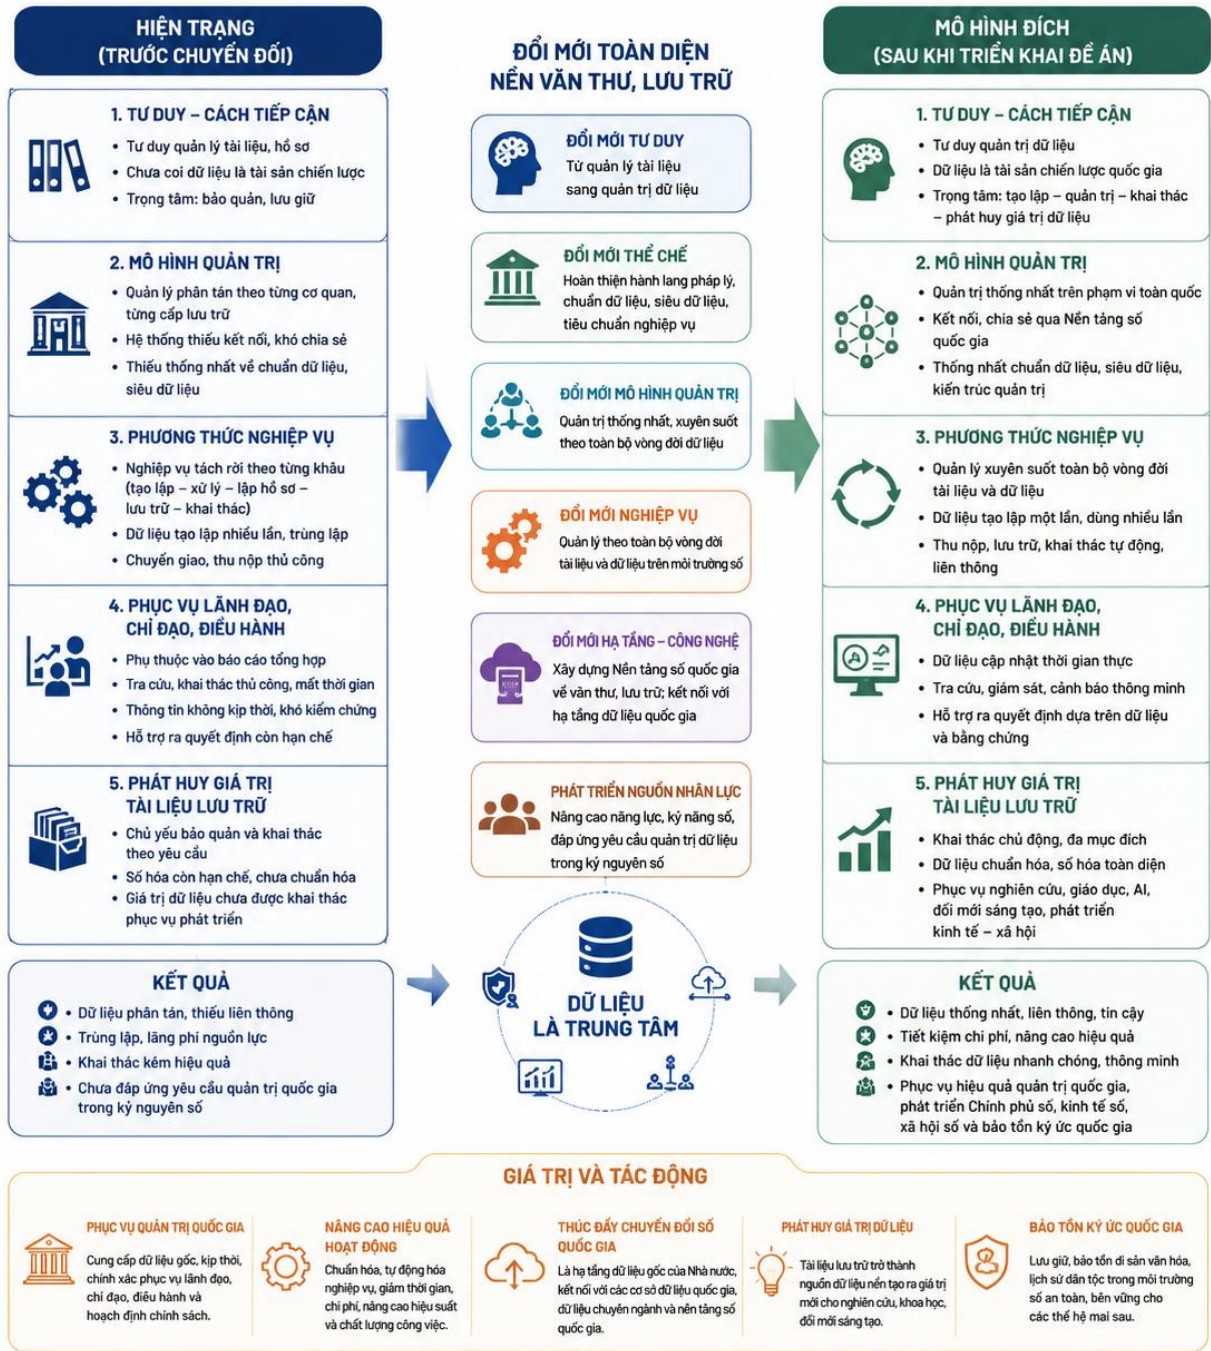 HIỆN TRẠNG
(TRƯỚC CHUYỂN ĐỔI)
1. TƯ DUY – CÁCH TIẾP CẬN
• Tư duy quản lý tài liệu, hồ sơ
• Chưa coi dữ liệu là tài sản chiến lược
• Trọng tâm: bảo quản, lưu giữ
2. MÔ HÌNH QUẢN TRỊ
• Quản lý phân tán theo từng cơ quan,
từng cấp lưu trữ
• Hệ thống thiếu kết nối, khó chia sẻ
• Thiếu thống nhất về chuẩn dữ liệu,
siêu dữ liệu
3. PHƯƠNG THỨC NGHIỆP VỤ
• Nghiệp vụ tách rời theo từng khâu
(tạo lập – xử lý – lập hồ sơ –
lưu trữ – khai thác)
• Dữ liệu tạo lập nhiều lần, trùng lập
• Chuyển giao, thu nộp thủ công
4. PHỤC VỤ LÃNH ĐẠO,
CHỈ ĐẠO, ĐIỀU HÀNH
• Phụ thuộc vào báo cáo tổng hợp
• Tra cứu, khai thác thủ công, mất thời gian
• Thông tin không kịp thời, khó kiểm chứng
• Hỗ trợ ra quyết định còn hạn chế
5. PHÁT HUY GIÁ TRỊ
TÀI LIỆU LƯU TRỮ
• Chủ yếu bảo quản và khai thác
theo yêu cầu
• Số hóa còn hạn chế, chưa chuẩn hóa
• Giá trị dữ liệu chưa được khai thác
phục vụ phát triển
KẾT QUẢ
• Dữ liệu phân tán, thiếu liên thông
• Trùng lập, lãng phí nguồn lực
• Khai thác kém hiệu quả
• Chưa đáp ứng yêu cầu quản trị quốc gia
trong kỷ nguyên số
ĐỔI MỚI TOÀN DIỆN
NỀN VĂN THƯ, LƯU TRỮ
ĐỔI MỚI TƯ DUY
Từ quản lý tài liệu
sang quản trị dữ liệu
ĐỔI MỚI THỂ CHẾ
Hoàn thiện hành lang pháp lý,
chuẩn dữ liệu, siêu dữ liệu,
tiêu chuẩn nghiệp vụ
ĐỔI MỚI MÔ HÌNH QUẢN TRỊ
Quản trị thống nhất, xuyên suốt
theo toàn bộ vòng đời dữ liệu
ĐỔI MỚI NGHIỆP VỤ
Quản lý theo toàn bộ vòng đời
tài liệu và dữ liệu trên môi trường số
ĐỔI MỚI HẠ TẦNG – CÔNG NGHỆ
Xây dựng Nền tảng số quốc gia
về văn thư, lưu trữ; kết nối với
hạ tầng dữ liệu quốc gia
PHÁT TRIỂN NGUỒN NHÂN LỰC
Nâng cao năng lực, kỹ năng số,
đáp ứng yêu cầu quản trị dữ liệu
trong kỷ nguyên số
DỮ LIỆU
LÀ TRUNG TÂM
MÔ HÌNH ĐÍCH
(SAU KHI TRIỂN KHAI ĐỀ ÁN)
1. TƯ DUY – CÁCH TIẾP CẬN
• Tư duy quản trị dữ liệu
• Dữ liệu là tài sản chiến lược quốc gia
• Trọng tâm: tạo lập – quản trị – khai thác
– phát huy giá trị dữ liệu
2. MÔ HÌNH QUẢN TRỊ
• Quản trị thống nhất trên phạm vi toàn quốc
• Kết nối, chia sẻ qua Nền tảng số
quốc gia
• Thống nhất chuẩn dữ liệu, siêu dữ liệu,
kiến trúc quản trị
3. PHƯƠNG THỨC NGHIỆP VỤ
• Quản lý xuyên suốt toàn bộ vòng đời
tài liệu và dữ liệu
• Dữ liệu tạo lập một lần, dùng nhiều lần
• Thu nộp, lưu trữ, khai thác tự động,
liên thông
4. PHỤC VỤ LÃNH ĐẠO,
CHỈ ĐẠO, ĐIỀU HÀNH
• Dữ liệu cập nhật thời gian thực
• Tra cứu, giám sát, cảnh báo thông minh
• Hỗ trợ ra quyết định dựa trên dữ liệu
và bằng chứng
5. PHÁT HUY GIÁ TRỊ
TÀI LIỆU LƯU TRỮ
• Khai thác chủ động, đa mục đích
• Dữ liệu chuẩn hóa, số hóa toàn diện
• Phục vụ nghiên cứu, giáo dục, AI,
đổi mới sáng tạo, phát triển
kinh tế – xã hội
KẾT QUẢ
• Dữ liệu thống nhất, liên thông, tin cậy
• Tiết kiệm chi phí, nâng cao hiệu quả
• Khai thác dữ liệu nhanh chóng, thông minh
• Phục vụ hiệu quả quản trị quốc gia,
phát triển Chính phủ số, kinh tế số,
xã hội số và bảo tồn ký ức quốc gia
GIÁ TRỊ VÀ TÁC ĐỘNG
PHỤC VỤ QUẢN TRỊ QUỐC GIA
Cung cấp dữ liệu gốc, kịp thời,
chính xác phục vụ lãnh đạo,
chỉ đạo, điều hành và
hoạch định chính sách.
NÂNG CAO HIỆU QUẢ
HOẠT ĐỘNG
Chuẩn hóa, tự động hóa
nghiệp vụ, giảm thời gian,
chi phí, nâng cao hiệu suất
và chất lượng công việc.
THÚC ĐẨY CHUYỂN ĐỔI SỐ
QUỐC GIA
Là hạ tầng dữ liệu gốc của Nhà nước,
kết nối với các cơ sở dữ liệu quốc gia,
dữ liệu chuyên ngành và nền tảng số
quốc gia.
PHÁT HUY GIÁ TRỊ DỮ LIỆU
Tài liệu lưu trữ trở thành
nguồn dữ liệu nền tạo ra giá trị
mới cho nghiên cứu, khoa học,
đổi mới sáng tạo.
BẢO TỒN KÝ ỨC QUỐC GIA
Lưu giữ, bảo tồn di sản văn hóa,
lịch sử dân tộc trong môi trường
số an toàn, bền vững cho
các thế hệ mai sau.